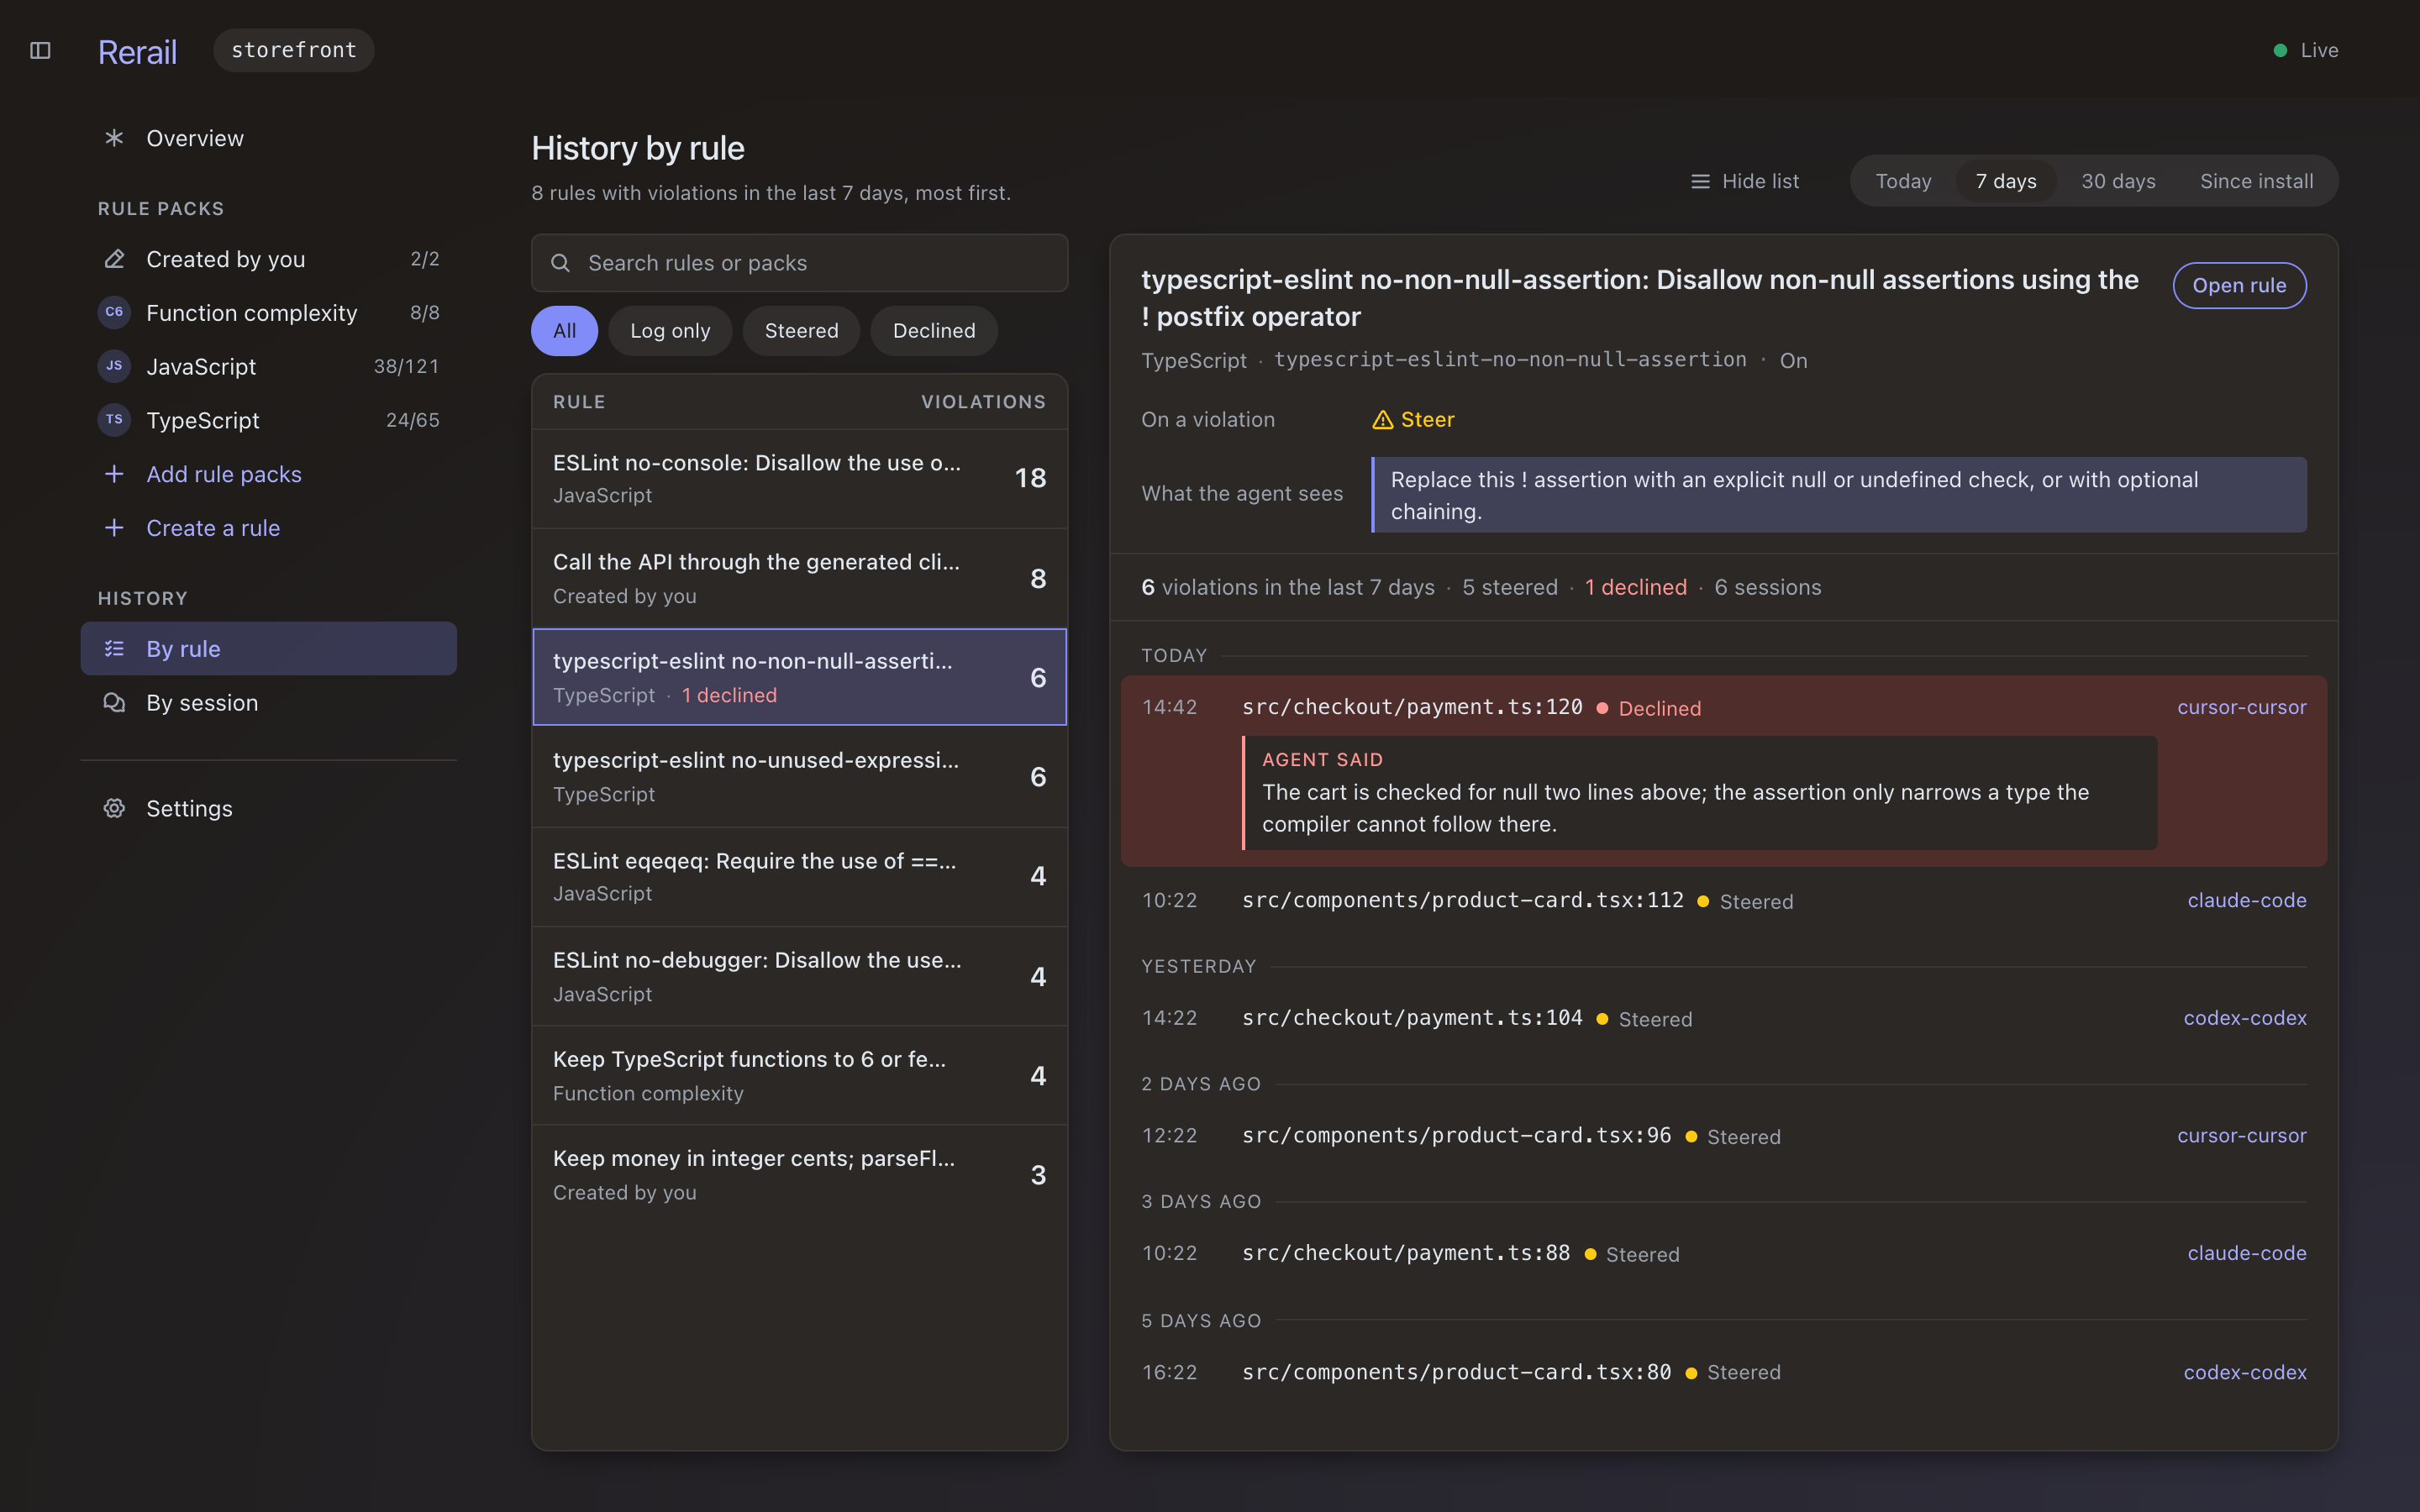 Rerail
storefront
Live
Overview
RULE PACKS
Created by you 2/2
C6 Function complexity 8/8
JS JavaScript 38/121
TS TypeScript 24/65
Add rule packs
Create a rule
HISTORY
By rule
By session
Settings
History by rule
8 rules with violations in the last 7 days, most first.
Hide list
Today 7 days 30 days Since install
Search rules or packs
All Log only Steered Declined
RULE VIOLATIONS
ESLint no-console: Disallow the use o... 18
JavaScript
Call the API through the generated cli... 8
Created by you
typescript-eslint no-non-null-asserti... 6
TypeScript · 1 declined
typescript-eslint no-unused-expressi... 6
TypeScript
ESLint eqeqeq: Require the use of ==... 4
JavaScript
ESLint no-debugger: Disallow the use... 4
JavaScript
Keep TypeScript functions to 6 or fe... 4
Function complexity
Keep money in integer cents; parseFl... 3
Created by you
typescript-eslint no-non-null-assertion: Disallow non-null assertions using the
! postfix operator
Open rule
TypeScript · typescript-eslint-no-non-null-assertion · On
On a violation Steer
What the agent sees
Replace this ! assertion with an explicit null or undefined check, or with optional
chaining.
6 violations in the last 7 days · 5 steered · 1 declined · 6 sessions
TODAY
14:42 src/checkout/payment.ts:120 Declined cursor-cursor
AGENT SAID
The cart is checked for null two lines above; the assertion only narrows a type the
compiler cannot follow there.
10:22 src/components/product-card.tsx:112 Steered claude-code
YESTERDAY
14:22 src/checkout/payment.ts:104 Steered codex-codex
2 DAYS AGO
12:22 src/components/product-card.tsx:96 Steered cursor-cursor
3 DAYS AGO
10:22 src/checkout/payment.ts:88 Steered claude-code
5 DAYS AGO
16:22 src/components/product-card.tsx:80 Steered codex-codex